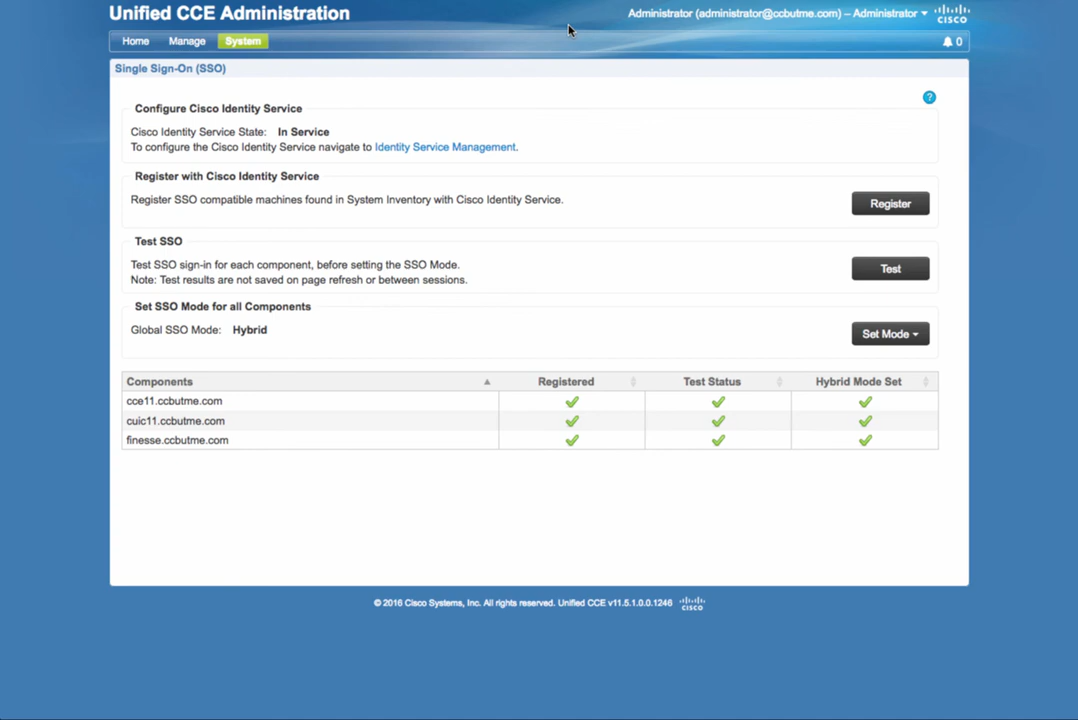 Unified CCE Administration
Administrator (administrator@ccbutme.com) – Administrator
CISCO
Home Manage System 0
Single Sign-On (SSO)
?
Configure Cisco Identity Service
Cisco Identity Service State: In Service
To configure the Cisco Identity Service navigate to Identity Service Management.
Register with Cisco Identity Service
Register SSO compatible machines found in System Inventory with Cisco Identity Service.
Register
Test SSO
Test SSO sign-in for each component, before setting the SSO Mode.
Note: Test results are not saved on page refresh or between sessions.
Test
Set SSO Mode for all Components
Global SSO Mode: Hybrid
Set Mode
Components Registered Test Status Hybrid Mode Set
cce11.ccbutme.com
cuic11.ccbutme.com
finesse.ccbutme.com
© 2016 Cisco Systems, Inc. All rights reserved. Unified CCE v11.5.1.0.0.1246 CISCO